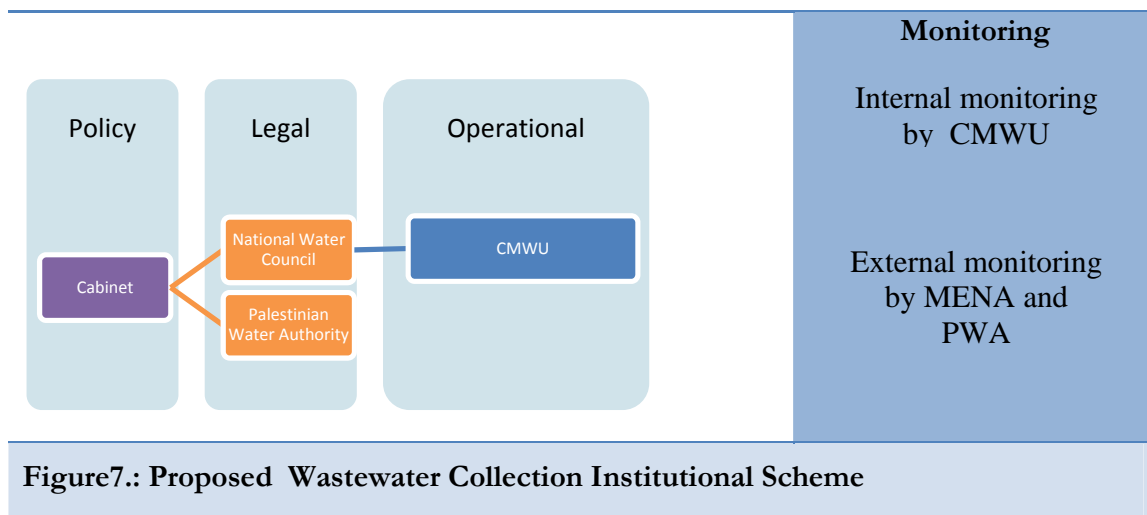 Policy
Legal
Operational
Cabinet
National Water
Council
Palestinian
Water Authority
CMWU
Monitoring
Internal monitoring
by CMWU
External monitoring
by MENA and
PWA
Figure7.: Proposed Wastewater Collection Institutional Scheme